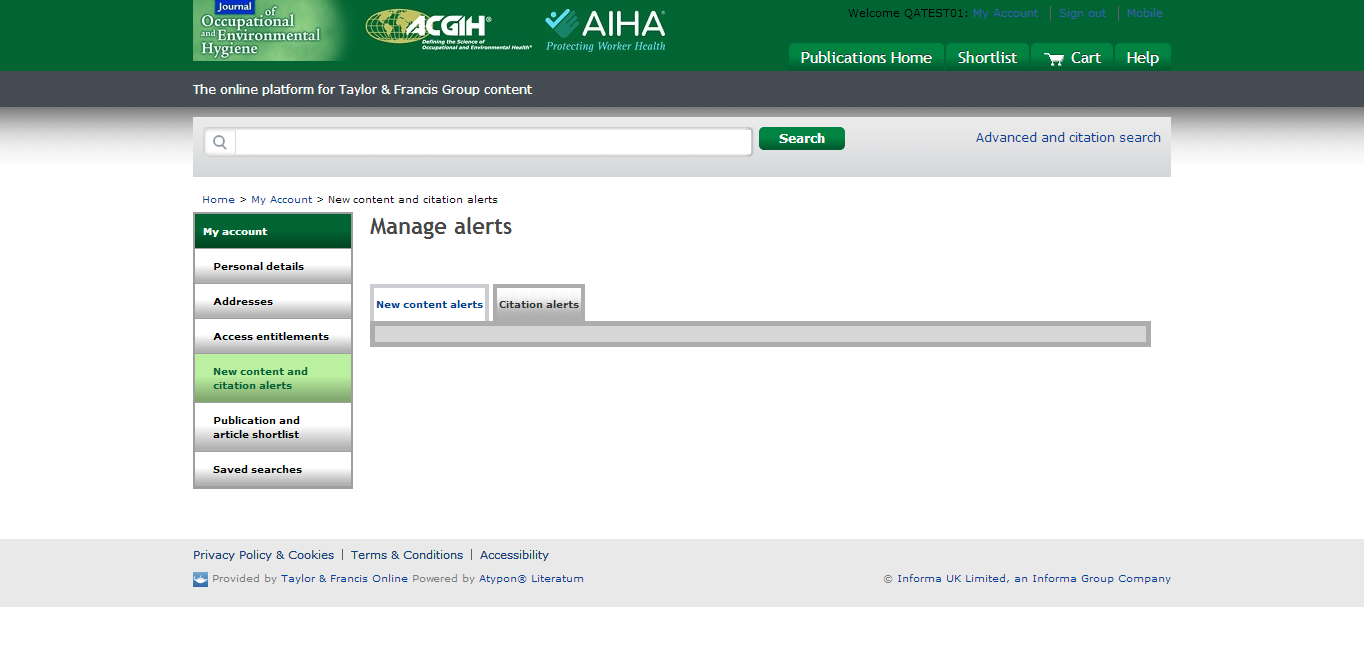 Journal of
Occupational
and Environmental
Hygiene
ACGIH®
Defining the Science of
Occupational and Environmental Health®
AIHA®
Protecting Worker Health
Welcome QATEST01: My Account | Sign out | Mobile
Publications Home Shortlist Cart Help
The online platform for Taylor & Francis Group content
Search
Advanced and citation search
Home > My Account > New content and citation alerts
My account
Personal details
Addresses
Access entitlements
New content and
citation alerts
Publication and
article shortlist
Saved searches
Manage alerts
New content alerts Citation alerts
Privacy Policy & Cookies | Terms & Conditions | Accessibility
Provided by Taylor & Francis Online Powered by Atypon® Literatum
© Informa UK Limited, an Informa Group Company